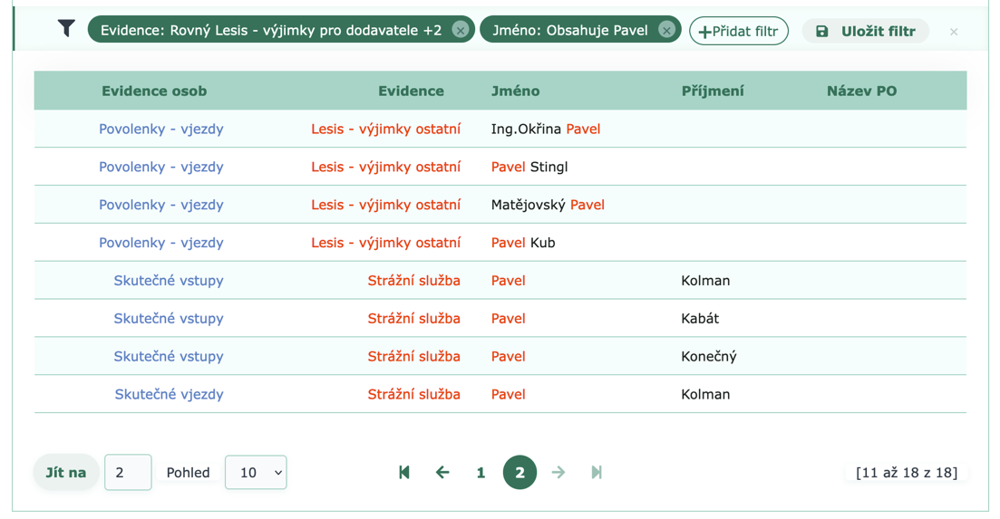 Evidence: Rovný Lesis - výjimky pro dodavatele +2 × Jméno: Obsahuje Pavel × +Přidat filtr Uložit filtr ×
Evidence osob Evidence Jméno Příjmení Název PO
Povolenky - vjezdy Lesis - výjimky ostatní Ing.Okřina Pavel
Povolenky - vjezdy Lesis - výjimky ostatní Pavel Stingl
Povolenky - vjezdy Lesis - výjimky ostatní Matějovský Pavel
Povolenky - vjezdy Lesis - výjimky ostatní Pavel Kub
Skutečné vstupy Strážní služba Pavel Kolman
Skutečné vstupy Strážní služba Pavel Kabát
Skutečné vstupy Strážní služba Pavel Konečný
Skutečné vjezdy Strážní služba Pavel Kolman
Jít na 2 Pohled 10 1 2 [11 až 18 z 18]